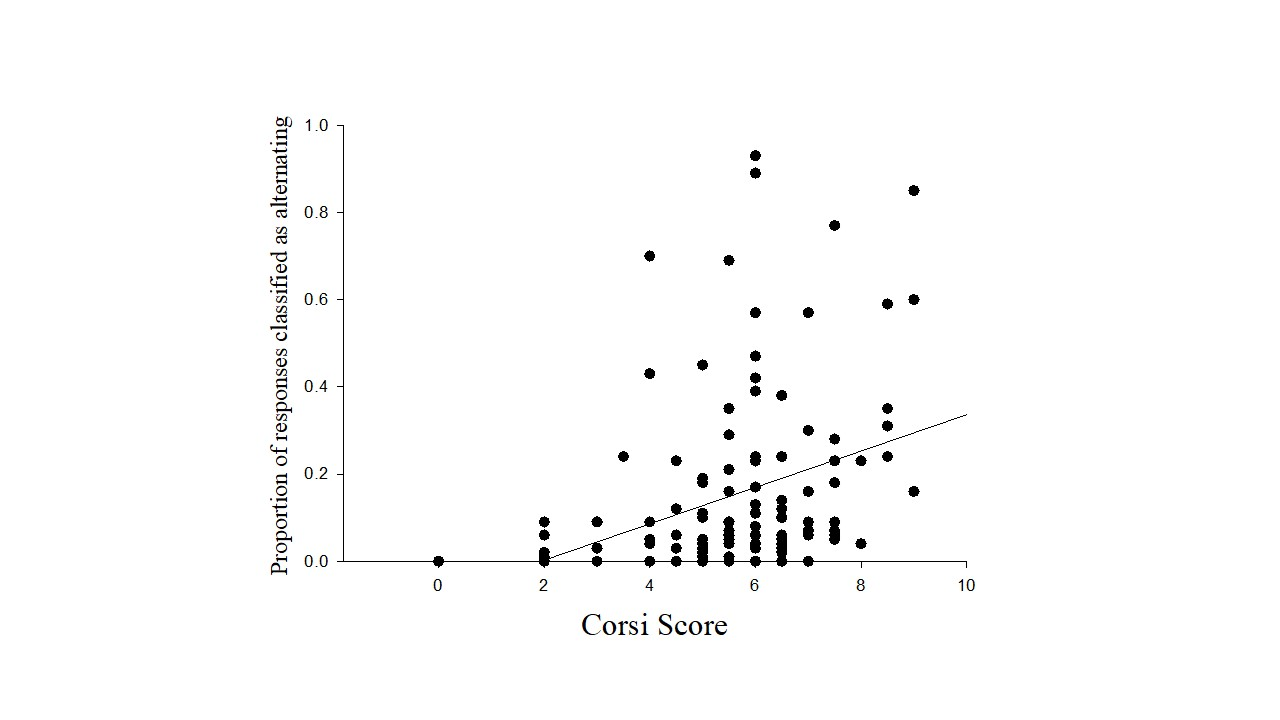 Proportion of responses classified as alternating
1.0
0.8
0.6
0.4
0.2
0.0
0 2 4 6 8 10
Corsi Score